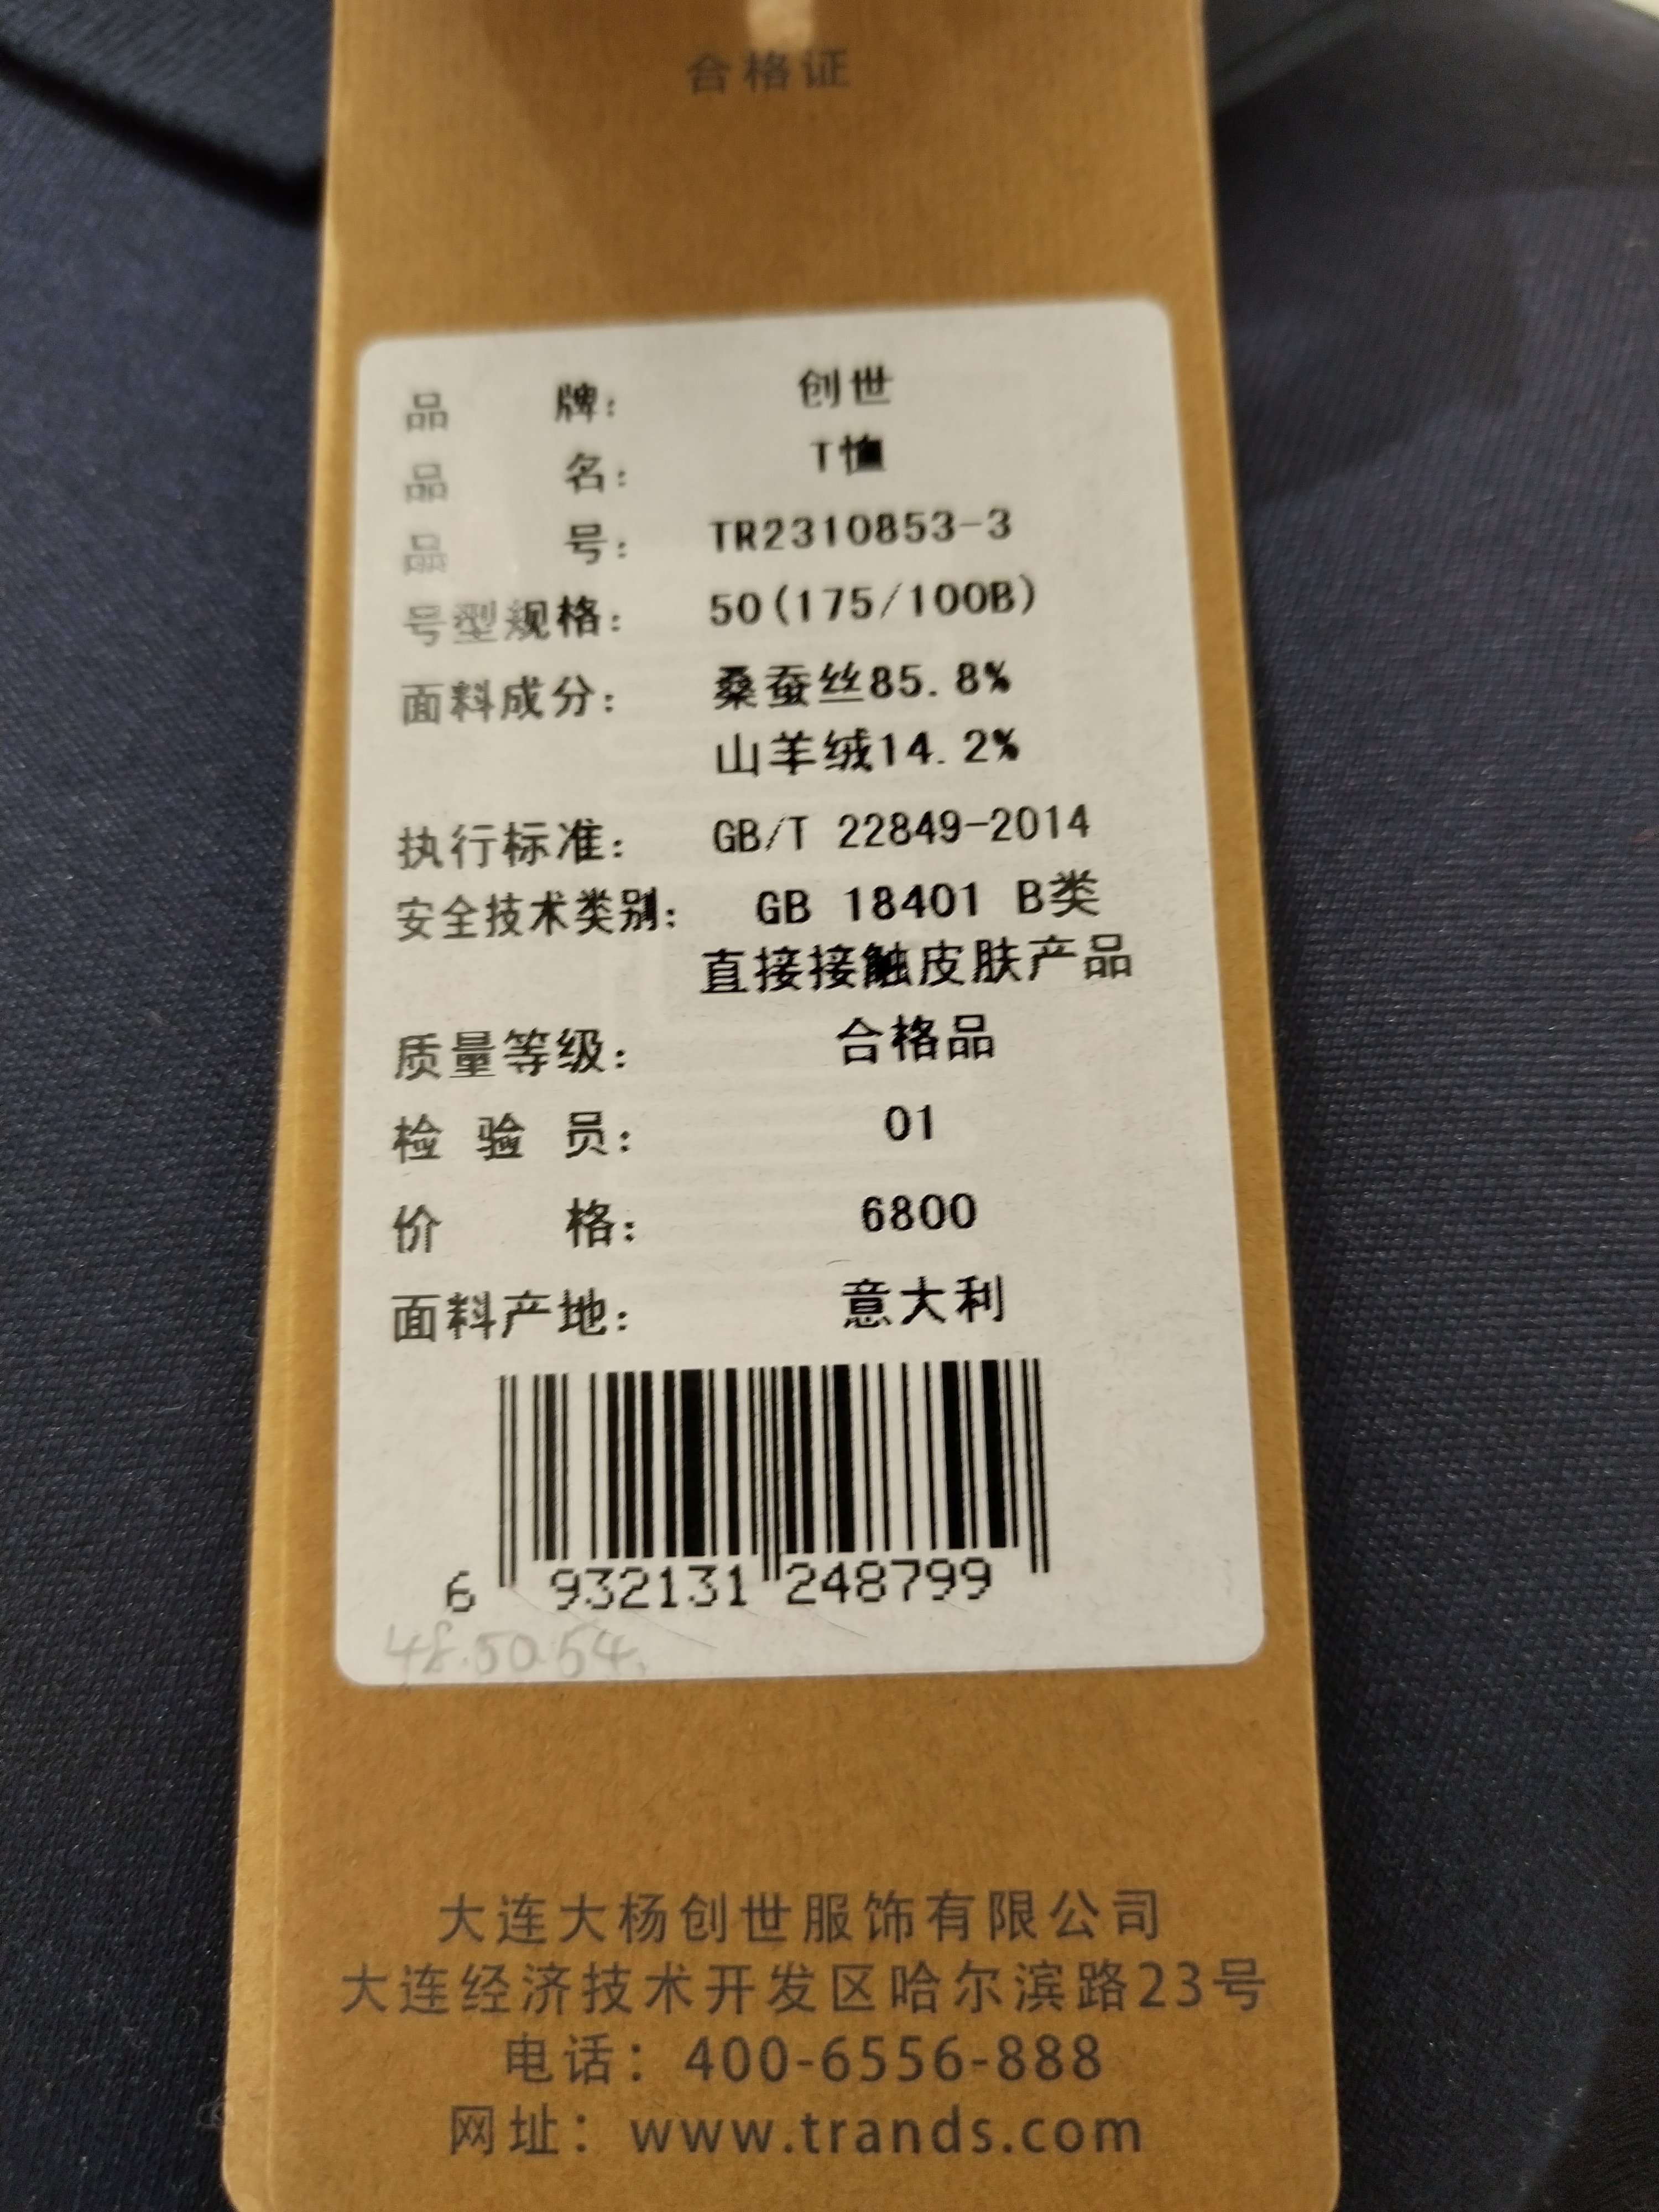 合格证
品 牌： 创世
品 名： T恤
品 号： TR2310853-3
号型规格： 50(175/100B)
面料成分： 桑蚕丝85.8%
山羊绒14.2%
执行标准： GB/T 22849-2014
安全技术类别： GB 18401 B类
直接接触皮肤产品
质量等级： 合格品
检 验 员： 01
价 格： 6800
面料产地： 意大利
6 932131 248799
48.50.54.
大连大杨创世服饰有限公司
大连经济技术开发区哈尔滨路23号
电话：400-6556-888
网址：www.trands.com